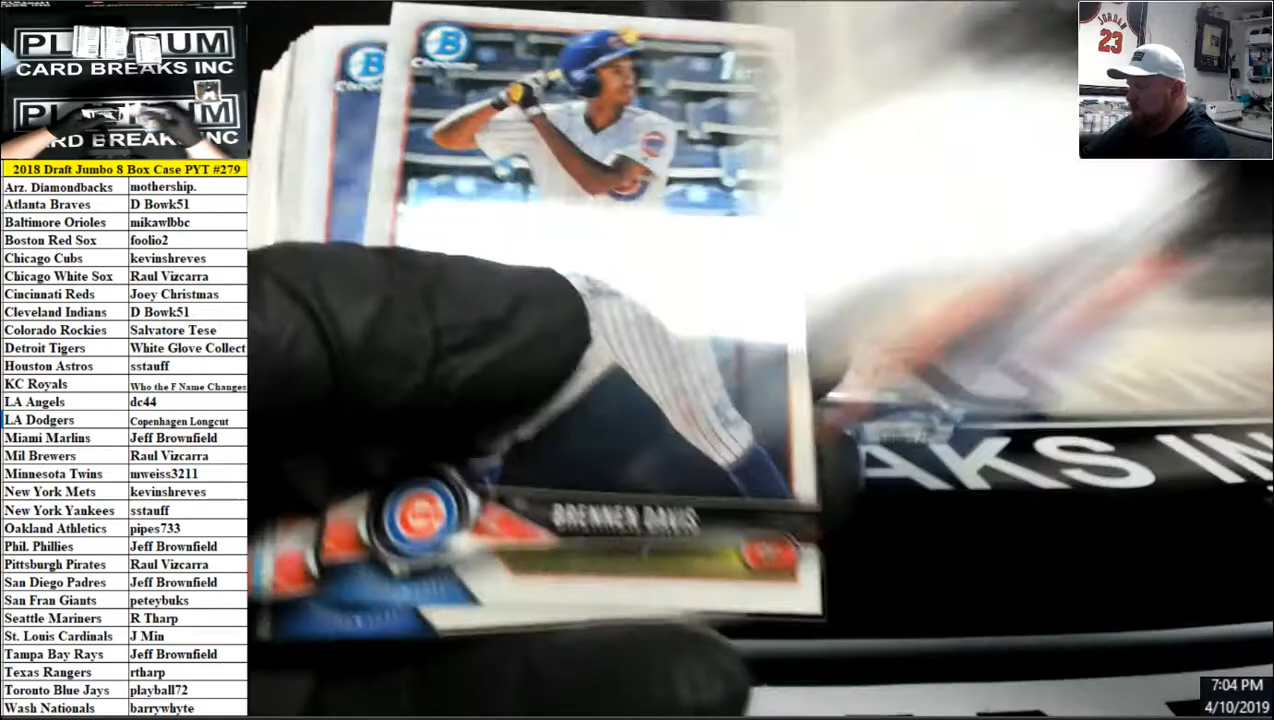 PLATINUM
CARD BREAKS INC
PLATINUM
CARD BREAKS INC
2018 Draft Jumbo 8 Box Case PYT #279
Arz. Diamondbacks mothership.
Atlanta Braves D Bowk51
Baltimore Orioles mikawlbbc
Boston Red Sox foolio2
Chicago Cubs kevinshreves
Chicago White Sox Raul Vizcarra
Cincinnati Reds Joey Christmas
Cleveland Indians D Bowk51
Colorado Rockies Salvatore Tese
Detroit Tigers White Glove Collect
Houston Astros sstauff
KC Royals Who the F Name Changes
LA Angels dc44
LA Dodgers Copenhagen Longcut
Miami Marlins Jeff Brownfield
Mil Brewers Raul Vizcarra
Minnesota Twins mweiss3211
New York Mets kevinshreves
New York Yankees sstauff
Oakland Athletics pipes733
Phil. Phillies Jeff Brownfield
Pittsburgh Pirates Raul Vizcarra
San Diego Padres Jeff Brownfield
San Fran Giants peteybuks
Seattle Mariners R Tharp
St. Louis Cardinals J Min
Tampa Bay Rays Jeff Brownfield
Texas Rangers rtharp
Toronto Blue Jays playball72
Wash Nationals barrywhyte
B
Chrome
B
1st
BRENNEN DAVIS
AKS IN
JORDAN
23
7:04 PM
4/10/2019